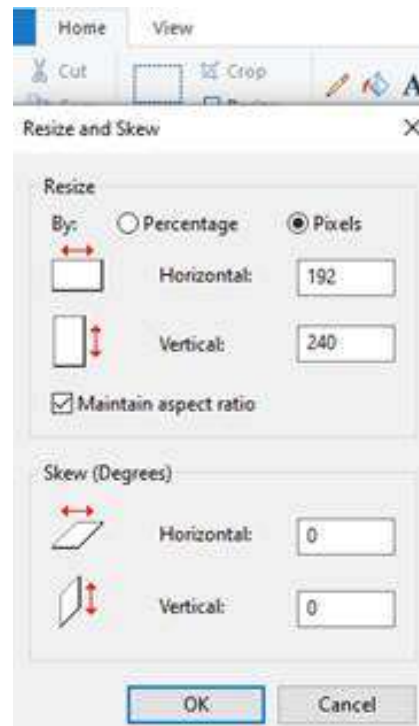 Home View
Cut Crop
A
Resize and Skew
Resize
By: Percentage Pixels
Horizontal: 192
Vertical: 240
Maintain aspect ratio
Skew (Degrees)
Horizontal: 0
Vertical: 0
OK Cancel